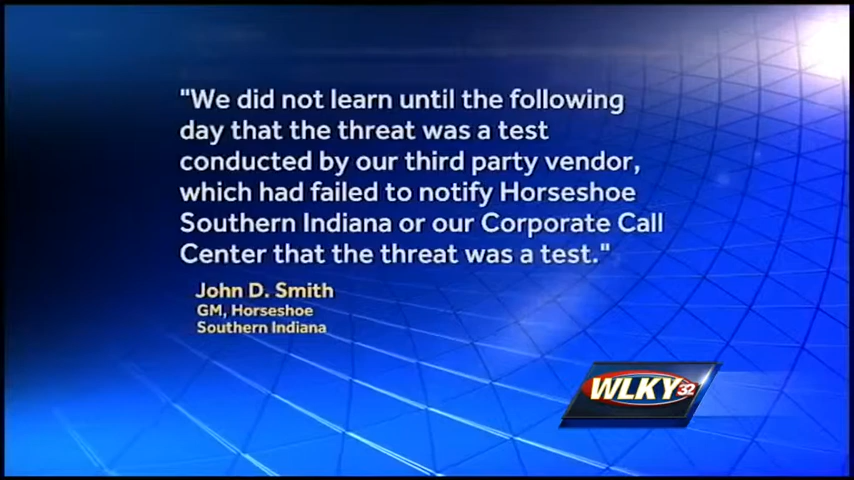 "We did not learn until the following
day that the threat was a test
conducted by our third party vendor,
which had failed to notify Horseshoe
Southern Indiana or our Corporate Call
Center that the threat was a test."
John D. Smith
GM, Horseshoe
Southern Indiana
WLKY 32